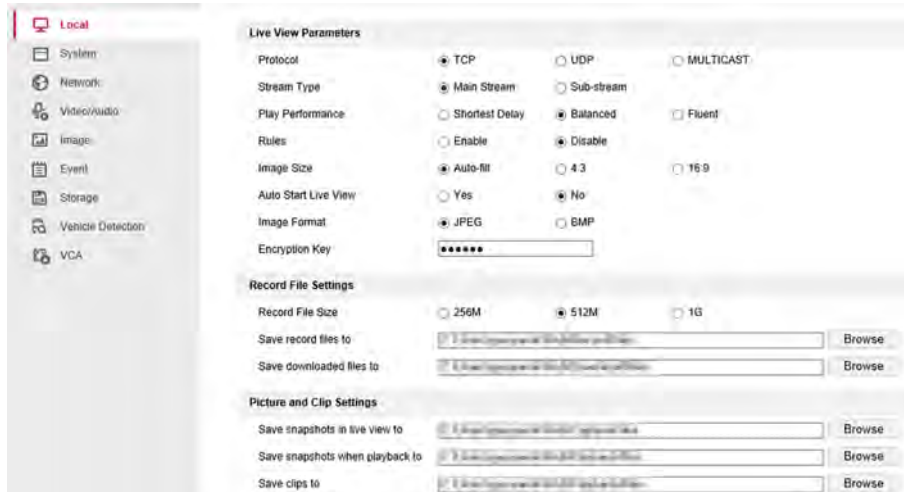 Local
System
Network
Video/Audio
Image
Event
Storage
Vehicle Detection
VCA
Live View Parameters
Protocol TCP UDP MULTICAST
Stream Type Main Stream Sub-stream
Play Performance Shortest Delay Balanced Fluent
Rules Enable Disable
Image Size Auto-fill 4:3 16:9
Auto Start Live View Yes No
Image Format JPEG BMP
Encryption Key
Record File Settings
Record File Size 256M 512M 1G
Save record files to Browse
Save downloaded files to Browse
Picture and Clip Settings
Save snapshots in live view to Browse
Save snapshots when playback to Browse
Save clips to Browse